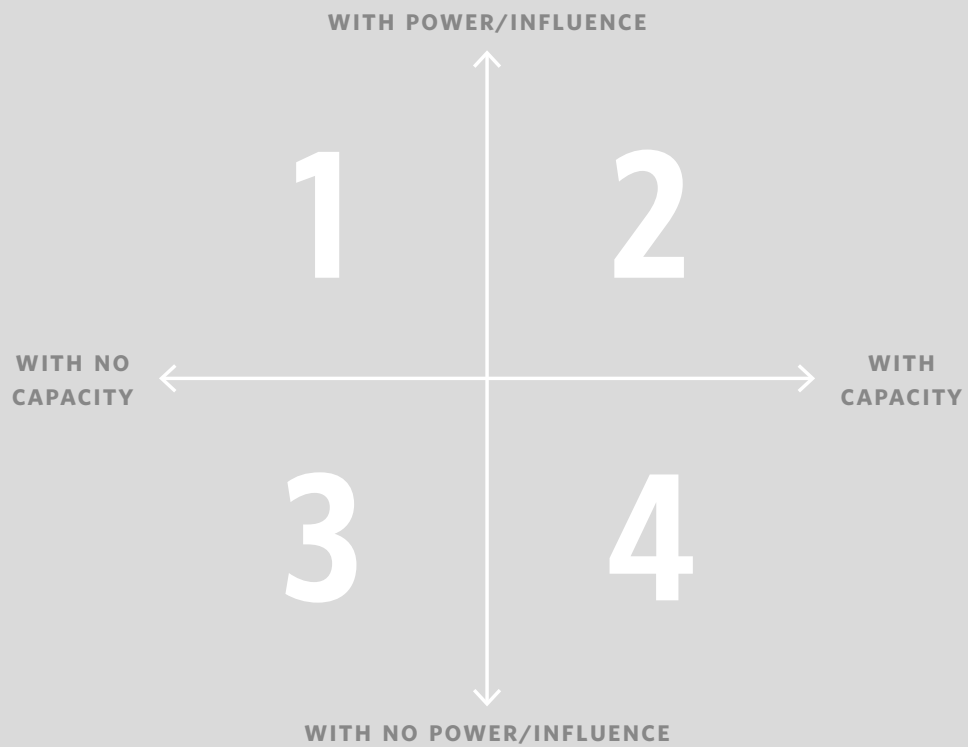 WITH POWER/INFLUENCE
1 2
WITH NO
CAPACITY
WITH
CAPACITY
3 4
WITH NO POWER/INFLUENCE